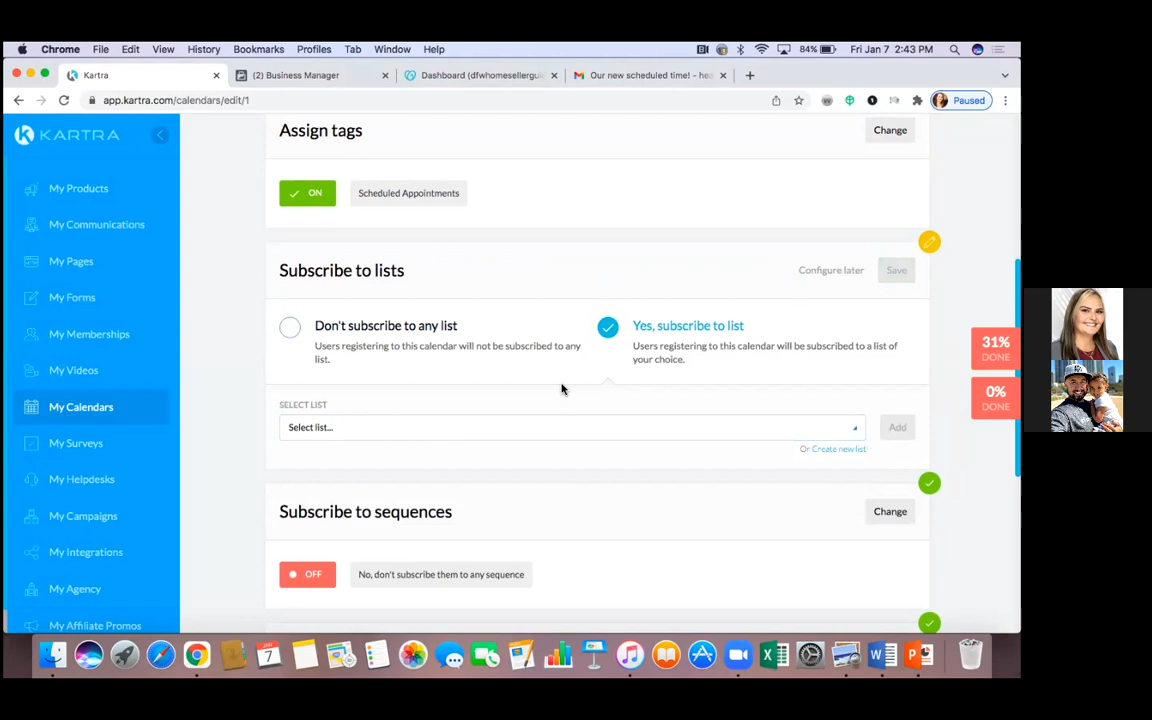 Chrome File Edit View History Bookmarks Profiles Tab Window Help
84% Fri Jan 7 2:43 PM
Kartra
(2) Business Manager
Dashboard (dfwhomesellerguid
Our new scheduled time! - hea
app.kartra.com/calendars/edit/1
Paused
KARTRA
My Products
My Communications
My Pages
My Forms
My Memberships
My Videos
My Calendars
My Surveys
My Helpdesks
My Campaigns
My Integrations
My Agency
My Affiliate Promos
Assign tags
Change
ON
Scheduled Appointments
Subscribe to lists
Configure later
Save
Don't subscribe to any list
Users registering to this calendar will not be subscribed to any
list.
Yes, subscribe to list
Users registering to this calendar will be subscribed to a list of
your choice.
SELECT LIST
Select list...
Add
Or Create new list
Subscribe to sequences
Change
OFF
No, don't subscribe them to any sequence
31%
DONE
0%
DONE
JAN
7